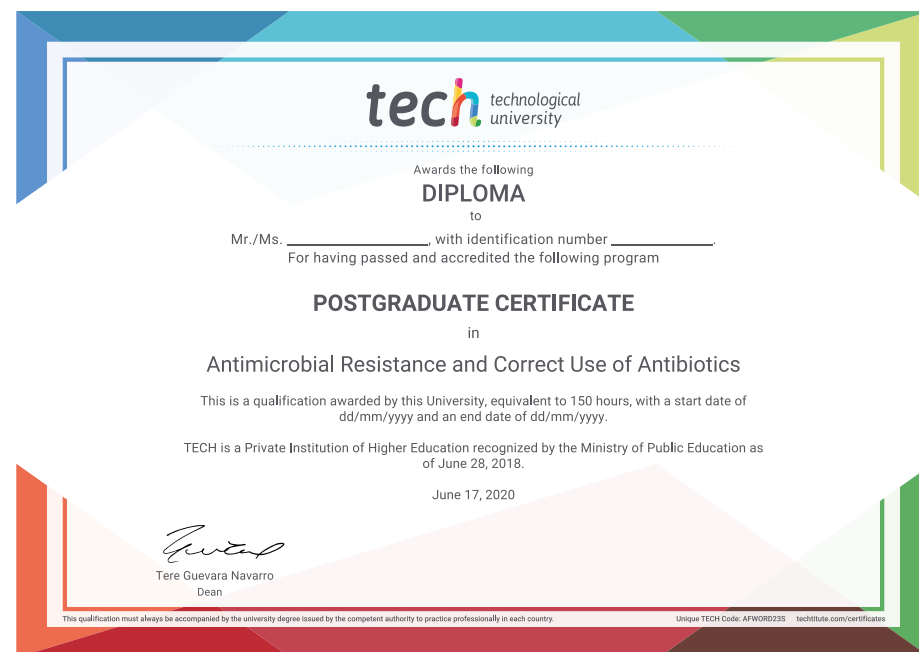 tech technological
university
Awards the following
DIPLOMA
to
Mr./Ms. ____________________, with identification number ______________.
For having passed and accredited the following program
POSTGRADUATE CERTIFICATE
in
Antimicrobial Resistance and Correct Use of Antibiotics
This is a qualification awarded by this University, equivalent to 150 hours, with a start date of
dd/mm/yyyy and an end date of dd/mm/yyyy.
TECH is a Private Institution of Higher Education recognized by the Ministry of Public Education as
of June 28, 2018.
June 17, 2020
Tere Guevara Navarro
Dean
This qualification must always be accompanied by the university degree issued by the competent authority to practice professionally in each country. Unique TECH Code: AFWORD23S techtitute.com/certificates